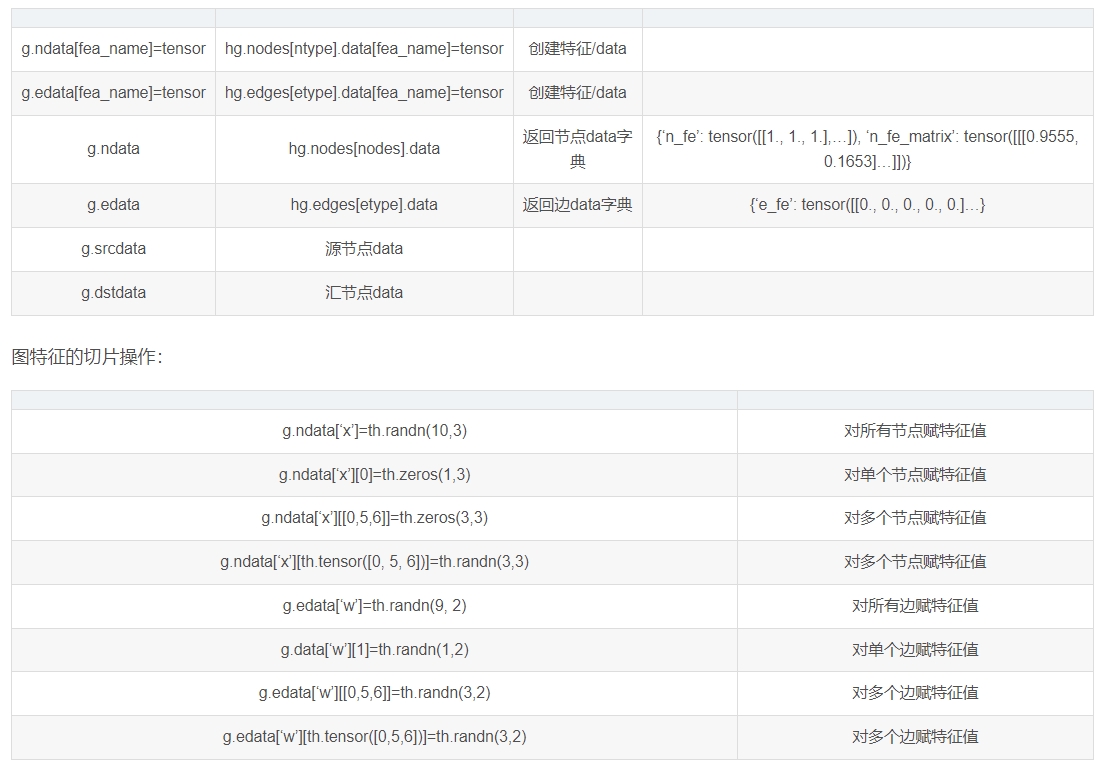 g.ndata[fea_name]=tensor hg.nodes[ntype].data[fea_name]=tensor 创建特征/data
g.edata[fea_name]=tensor hg.edges[etype].data[fea_name]=tensor 创建特征/data
g.ndata hg.nodes[nodes].data 返回节点data字典 {‘n_fe’: tensor([[1., 1., 1.],…]), ‘n_fe_matrix’: tensor([[[0.9555, 0.1653]…]])}
g.edata hg.edges[etype].data 返回边data字典 {‘e_fe’: tensor([[0., 0., 0., 0., 0.]…}
g.srcdata 源节点data
g.dstdata 汇节点data
图特征的切片操作：
g.ndata[‘x’]=th.randn(10,3) 对所有节点赋特征值
g.ndata[‘x’][0]=th.zeros(1,3) 对单个节点赋特征值
g.ndata[‘x’][[0,5,6]]=th.zeros(3,3) 对多个节点赋特征值
g.ndata[‘x’][th.tensor([0, 5, 6])]=th.randn(3,3) 对多个节点赋特征值
g.edata[‘w’]=th.randn(9, 2) 对所有边赋特征值
g.data[‘w’][1]=th.randn(1,2) 对单个边赋特征值
g.edata[‘w’][[0,5,6]]=th.randn(3,2) 对多个边赋特征值
g.edata[‘w’][th.tensor([0,5,6])]=th.randn(3,2) 对多个边赋特征值